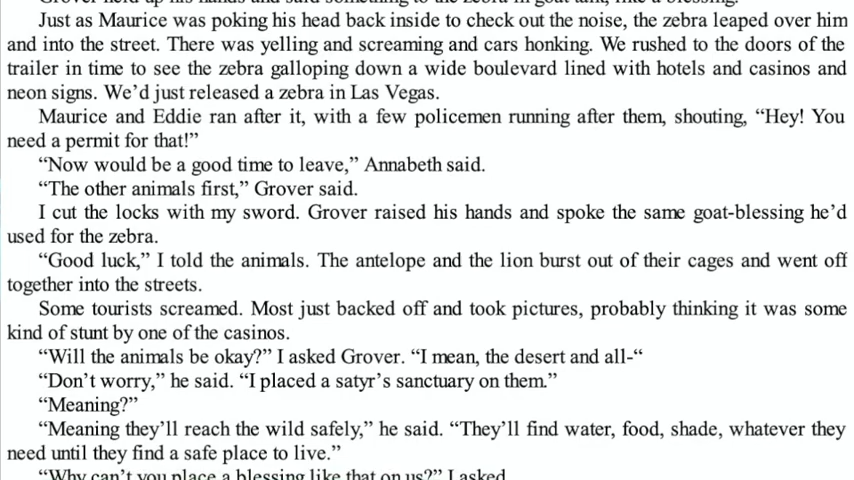 Just as Maurice was poking his head back inside to check out the noise, the zebra leaped over him
and into the street. There was yelling and screaming and cars honking. We rushed to the doors of the
trailer in time to see the zebra galloping down a wide boulevard lined with hotels and casinos and
neon signs. We’d just released a zebra in Las Vegas.
Maurice and Eddie ran after it, with a few policemen running after them, shouting, “Hey! You
need a permit for that!”
“Now would be a good time to leave,” Annabeth said.
“The other animals first,” Grover said.
I cut the locks with my sword. Grover raised his hands and spoke the same goat-blessing he’d
used for the zebra.
“Good luck,” I told the animals. The antelope and the lion burst out of their cages and went off
together into the streets.
Some tourists screamed. Most just backed off and took pictures, probably thinking it was some
kind of stunt by one of the casinos.
“Will the animals be okay?” I asked Grover. “I mean, the desert and all-“
“Don’t worry,” he said. “I placed a satyr’s sanctuary on them.”
“Meaning?”
“Meaning they’ll reach the wild safely,” he said. “They’ll find water, food, shade, whatever they
need until they find a safe place to live.”
“Why can’t you place a blessing like that on us?” I asked